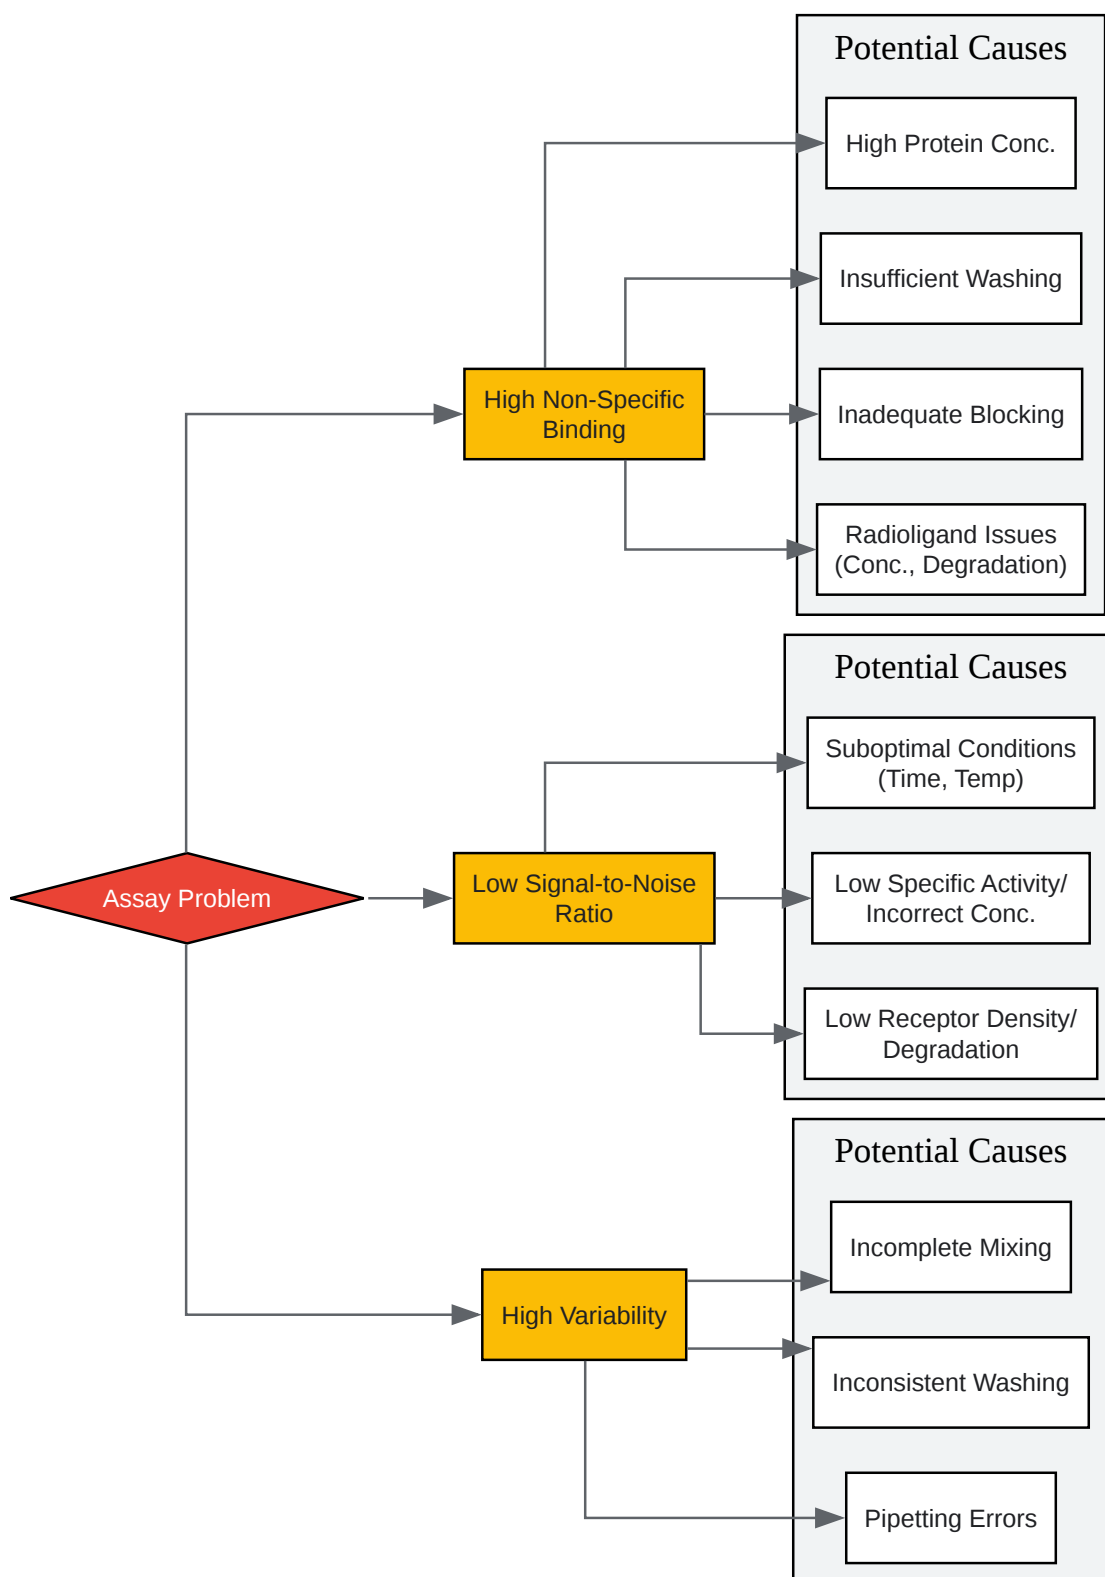 Potential Causes
High Protein Conc.
Insufficient Washing
High Non-Specific
Binding
Inadequate Blocking
Radioligand Issues
(Conc., Degradation)
Potential Causes
Suboptimal Conditions
(Time, Temp)
Assay Problem
Low Signal-to-Noise
Ratio
Low Specific Activity/
Incorrect Conc.
Low Receptor Density/
Degradation
Potential Causes
Incomplete Mixing
High Variability
Inconsistent Washing
Pipetting Errors